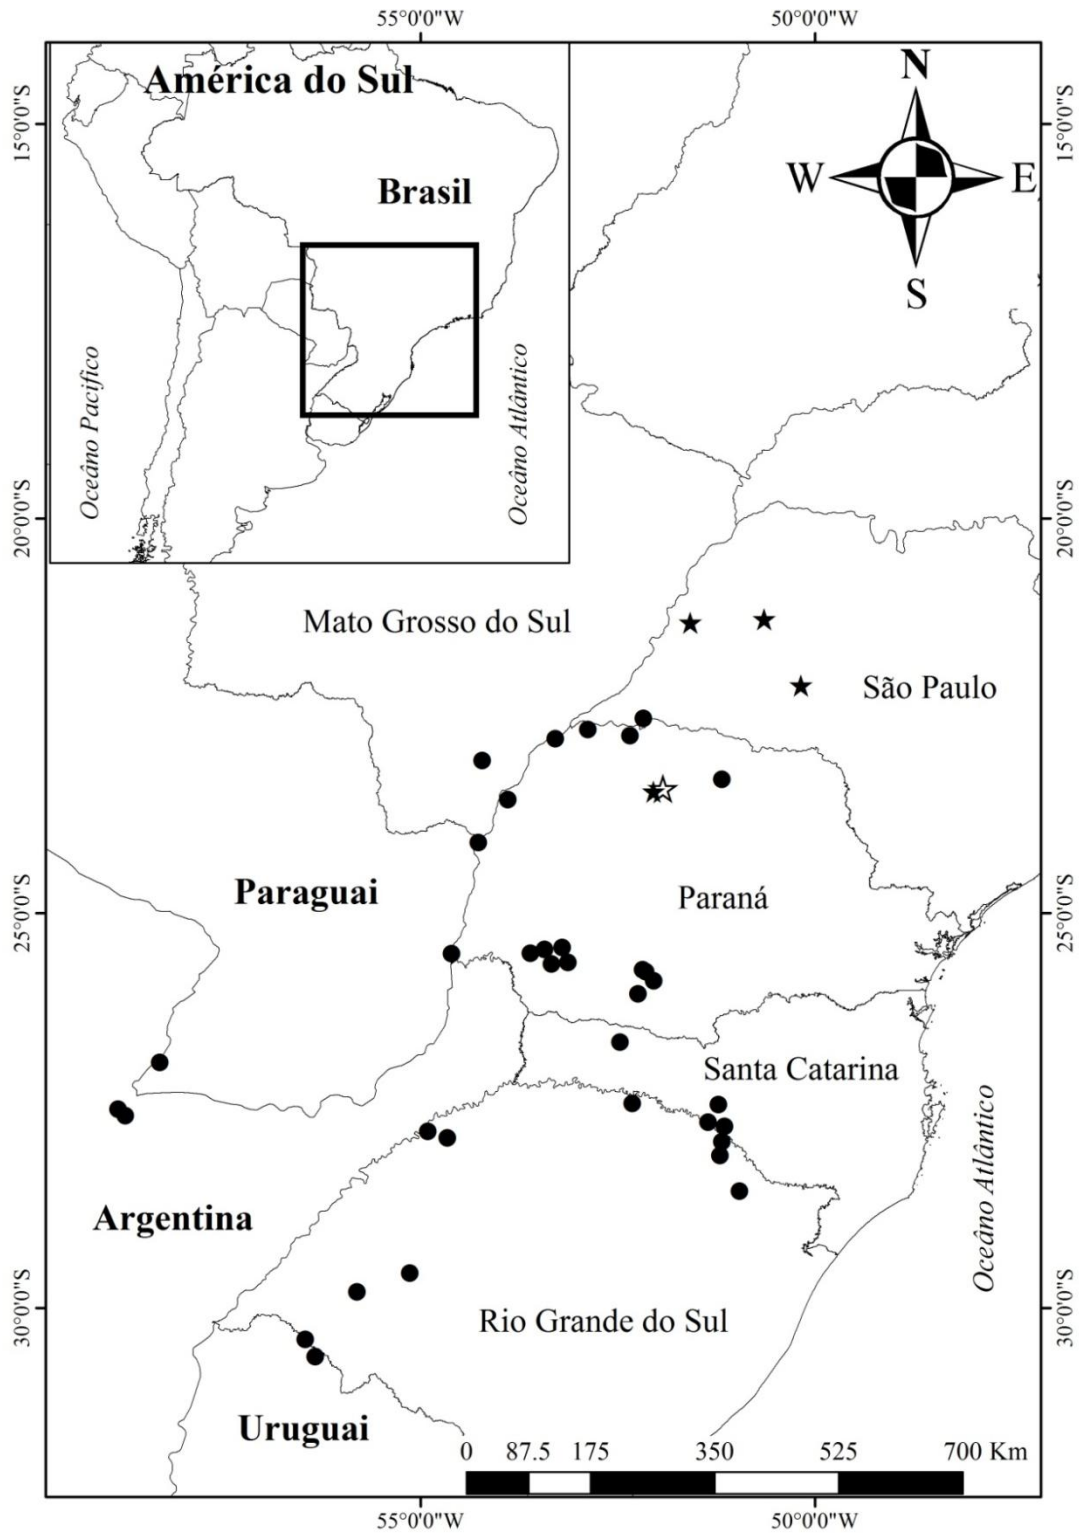 55°0'0"W 50°0'0"W
América do Sul
N
15°0'0"S 15°0'0"S
W E
Brasil
S
Oceâno Pacifico
Oceâno Atlântico
20°0'0"S 20°0'0"S
Mato Grosso do Sul
São Paulo
Paraguai
Paraná
25°0'0"S 25°0'0"S
Santa Catarina
Oceâno Atlântico
Argentina
30°0'0"S 30°0'0"S
Rio Grande do Sul
Uruguai
0 87.5 175 350 525 700 Km
55°0'0"W 50°0'0"W